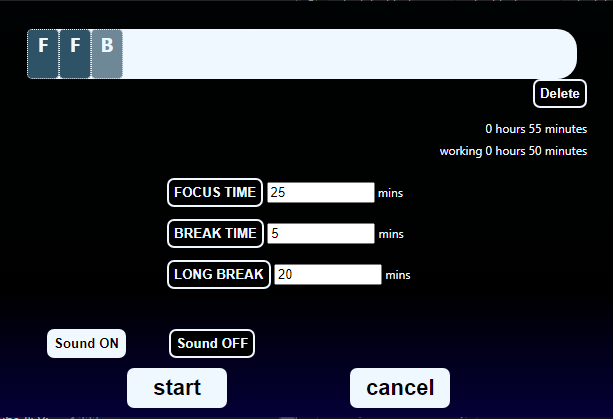 F F B
Delete
0 hours 55 minutes
working 0 hours 50 minutes
FOCUS TIME 25 mins
BREAK TIME 5 mins
LONG BREAK 20 mins
Sound ON Sound OFF
start cancel